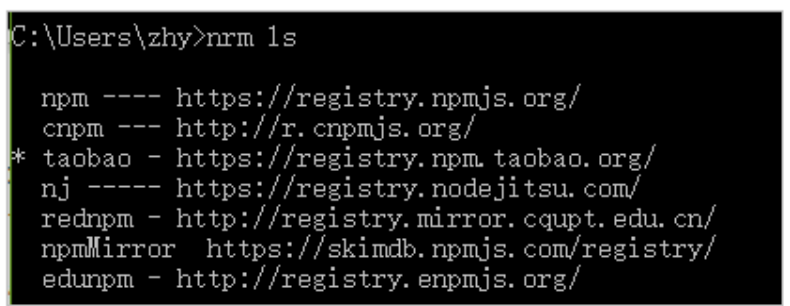 C:\Users\zhy>nrm ls
npm ---- https://registry.npmjs.org/
cnpm --- http://r.cnpmjs.org/
* taobao - https://registry.npm.taobao.org/
nj ----- https://registry.nodejitsu.com/
rednpm - http://registry.mirror.cqupt.edu.cn/
npmMirror  https://skimdb.npmjs.com/registry/
edunpm - http://registry.enpmjs.org/